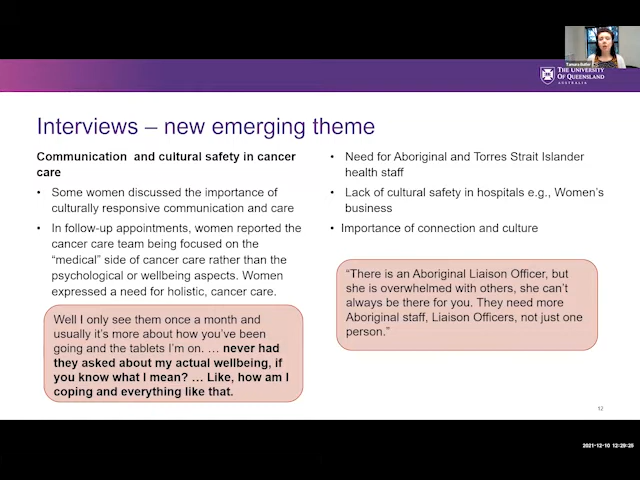 Tamara Butler
THE UNIVERSITY
OF QUEENSLAND
AUSTRALIA
Interviews – new emerging theme
Communication and cultural safety in cancer
care
• Some women discussed the importance of
culturally responsive communication and care
• In follow-up appointments, women reported the
cancer care team being focused on the
“medical” side of cancer care rather than the
psychological or wellbeing aspects. Women
expressed a need for holistic, cancer care.
Well I only see them once a month and
usually it’s more about how you’ve been
going and the tablets I’m on. … never had
they asked about my actual wellbeing, if
you know what I mean? … Like, how am I
coping and everything like that.
• Need for Aboriginal and Torres Strait Islander
health staff
• Lack of cultural safety in hospitals e.g., Women’s
business
• Importance of connection and culture
“There is an Aboriginal Liaison Officer, but
she is overwhelmed with others, she can’t
always be there for you. They need more
Aboriginal staff, Liaison Officers, not just one
person.”
12
2021-12-10 12:29:25